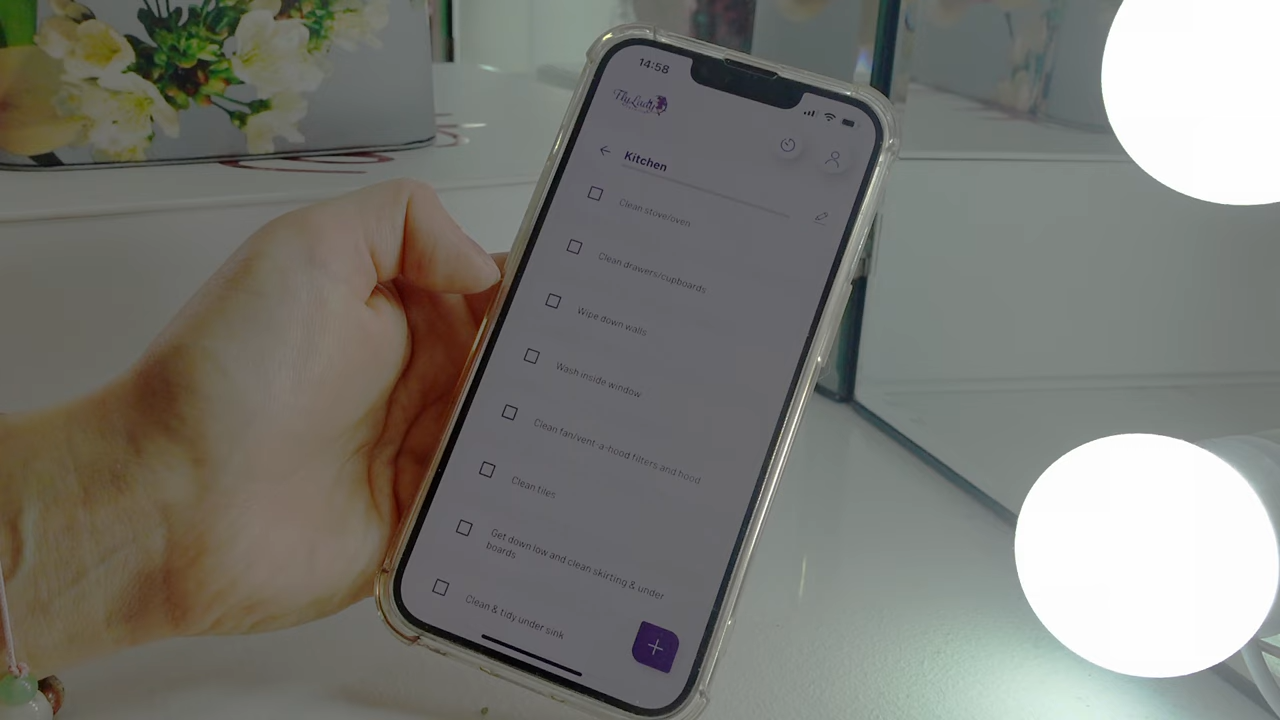 14:58
FlyLady
Kitchen
Clean stove/oven
Clean drawers/cupboards
Wipe down walls
Wash inside window
Clean fan/vent-a-hood filters and hood
Clean tiles
Get down low and clean skirting & under
boards
Clean & tidy under sink